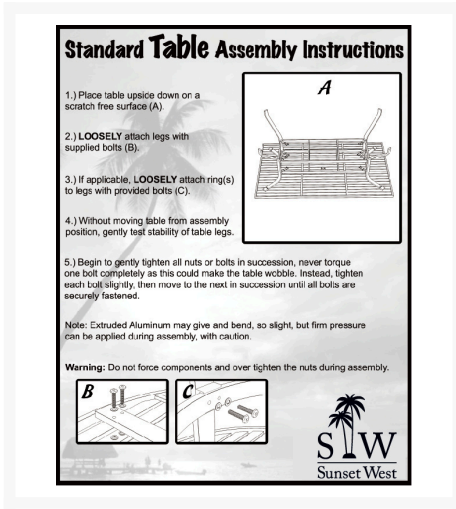 Standard Table Assembly Instructions
1.) Place table upside down on a
scratch free surface (A).
A
2.) LOOSELY attach legs with
supplied bolts (B).
3.) If applicable, LOOSELY attach ring(s)
to legs with provided bolts (C).
4.) Without moving table from assembly
position, gently test stability of table legs.
5.) Begin to gently tighten all nuts or bolts in succession, never torque
one bolt completely as this could make the table wobble. Instead, tighten
each bolt slightly, then move to the next in succession until all bolts are
securely fastened.
Note: Extruded Aluminum may give and bend, so slight, but firm pressure
can be applied during assembly, with caution.
Warning: Do not force components and over tighten the nuts during assembly.
B
C
SW
Sunset West